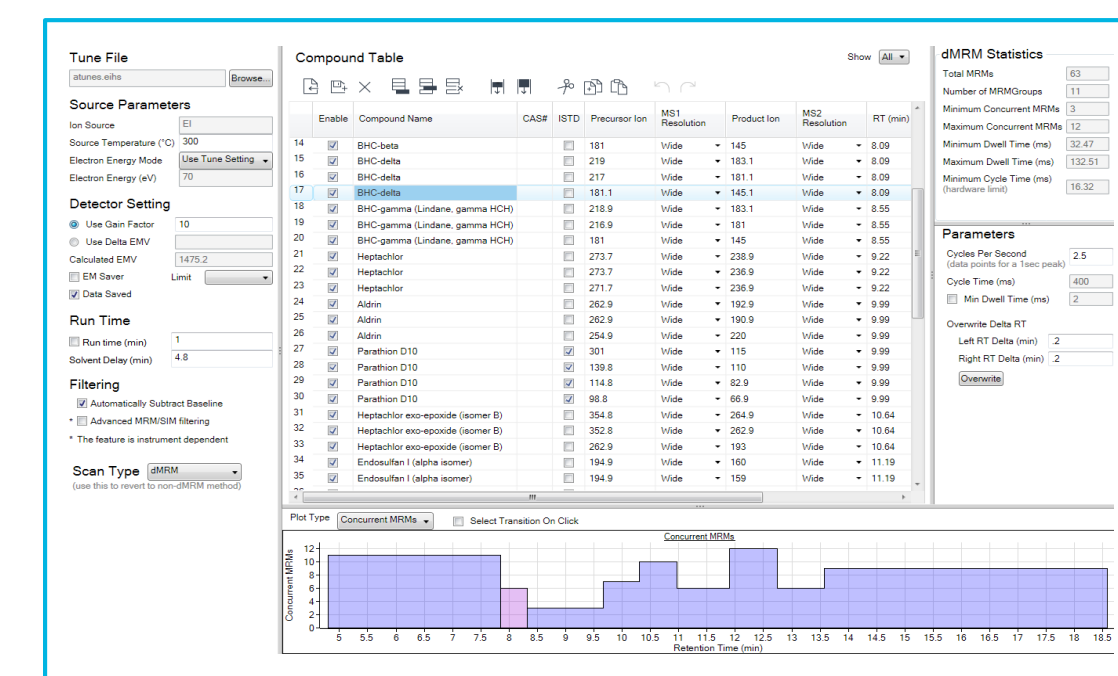 Tune File
atunes.eihs Browse...
Source Parameters
Ion Source EI
Source Temperature (°C) 300
Electron Energy Mode Use Tune Setting
Electron Energy (eV) 70
Detector Setting
Use Gain Factor 10
Use Delta EMV
Calculated EMV 1475.2
EM Saver Limit
Data Saved
Run Time
Run time (min) 1
Solvent Delay (min) 4.8
Filtering
Automatically Subtract Baseline
* Advanced MRM/SIM filtering
* The feature is instrument dependent
Scan Type dMRM
(use this to revert to non-dMRM method)
Compound Table Show All
Enable Compound Name CAS# ISTD Precursor Ion MS1 Resolution Product Ion MS2 Resolution RT (min)
14 BHC-beta 181 Wide 145 Wide 8.09
15 BHC-delta 219 Wide 183.1 Wide 8.09
16 BHC-delta 217 Wide 181.1 Wide 8.09
17 BHC-delta 181.1 Wide 145.1 Wide 8.09
18 BHC-gamma (Lindane, gamma HCH) 218.9 Wide 183.1 Wide 8.55
19 BHC-gamma (Lindane, gamma HCH) 216.9 Wide 181 Wide 8.55
20 BHC-gamma (Lindane, gamma HCH) 181 Wide 145 Wide 8.55
21 Heptachlor 273.7 Wide 238.9 Wide 9.22
22 Heptachlor 273.7 Wide 236.9 Wide 9.22
23 Heptachlor 271.7 Wide 236.9 Wide 9.22
24 Aldrin 262.9 Wide 192.9 Wide 9.99
25 Aldrin 262.9 Wide 190.9 Wide 9.99
26 Aldrin 254.9 Wide 220 Wide 9.99
27 Parathion D10 301 Wide 115 Wide 9.99
28 Parathion D10 139.8 Wide 110 Wide 9.99
29 Parathion D10 114.8 Wide 82.9 Wide 9.99
30 Parathion D10 98.8 Wide 66.9 Wide 9.99
31 Heptachlor exo-epoxide (isomer B) 354.8 Wide 264.9 Wide 10.64
32 Heptachlor exo-epoxide (isomer B) 352.8 Wide 262.9 Wide 10.64
33 Heptachlor exo-epoxide (isomer B) 262.9 Wide 193 Wide 10.64
34 Endosulfan I (alpha isomer) 194.9 Wide 160 Wide 11.19
35 Endosulfan I (alpha isomer) 194.9 Wide 159 Wide 11.19
dMRM Statistics
Total MRMs 63
Number of MRMGroups 11
Minimum Concurrent MRMs 3
Maximum Concurrent MRMs 12
Minimum Dwell Time (ms) 32.47
Maximum Dwell Time (ms) 132.51
Minimum Cycle Time (ms) 16.32
(hardware limit)
Parameters
Cycles Per Second 2.5
(data points for a 1sec peak)
Cycle Time (ms) 400
Min Dwell Time (ms) 2
Overwrite Delta RT
Left RT Delta (min) .2
Right RT Delta (min) .2
Overwrite
Plot Type Concurrent MRMs Select Transition On Click
Concurrent MRMs
Concurrent MRMs
12
10
8
6
4
2
0
5 5.5 6 6.5 7 7.5 8 8.5 9 9.5 10 10.5 11 11.5 12 12.5 13 13.5 14 14.5 15 15.5 16 16.5 17 17.5 18 18.5
Retention Time (min)